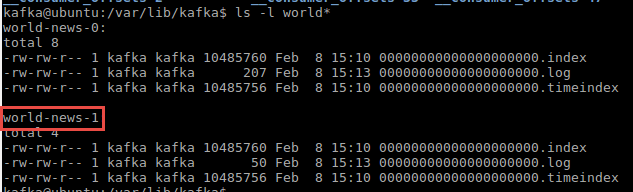 kafka@ubuntu:/var/lib/kafka$ ls -l world*
world-news-0:
total 8
-rw-rw-r-- 1 kafka kafka 10485760 Feb  8 15:10 00000000000000000000.index
-rw-rw-r-- 1 kafka kafka      207 Feb  8 15:13 00000000000000000000.log
-rw-rw-r-- 1 kafka kafka 10485756 Feb  8 15:10 00000000000000000000.timeindex
world-news-1
total 4
-rw-rw-r-- 1 kafka kafka 10485760 Feb  8 15:10 00000000000000000000.index
-rw-rw-r-- 1 kafka kafka       50 Feb  8 15:13 00000000000000000000.log
-rw-rw-r-- 1 kafka kafka 10485756 Feb  8 15:10 00000000000000000000.timeindex
kafka@ubuntu:/var/lib/kafka$